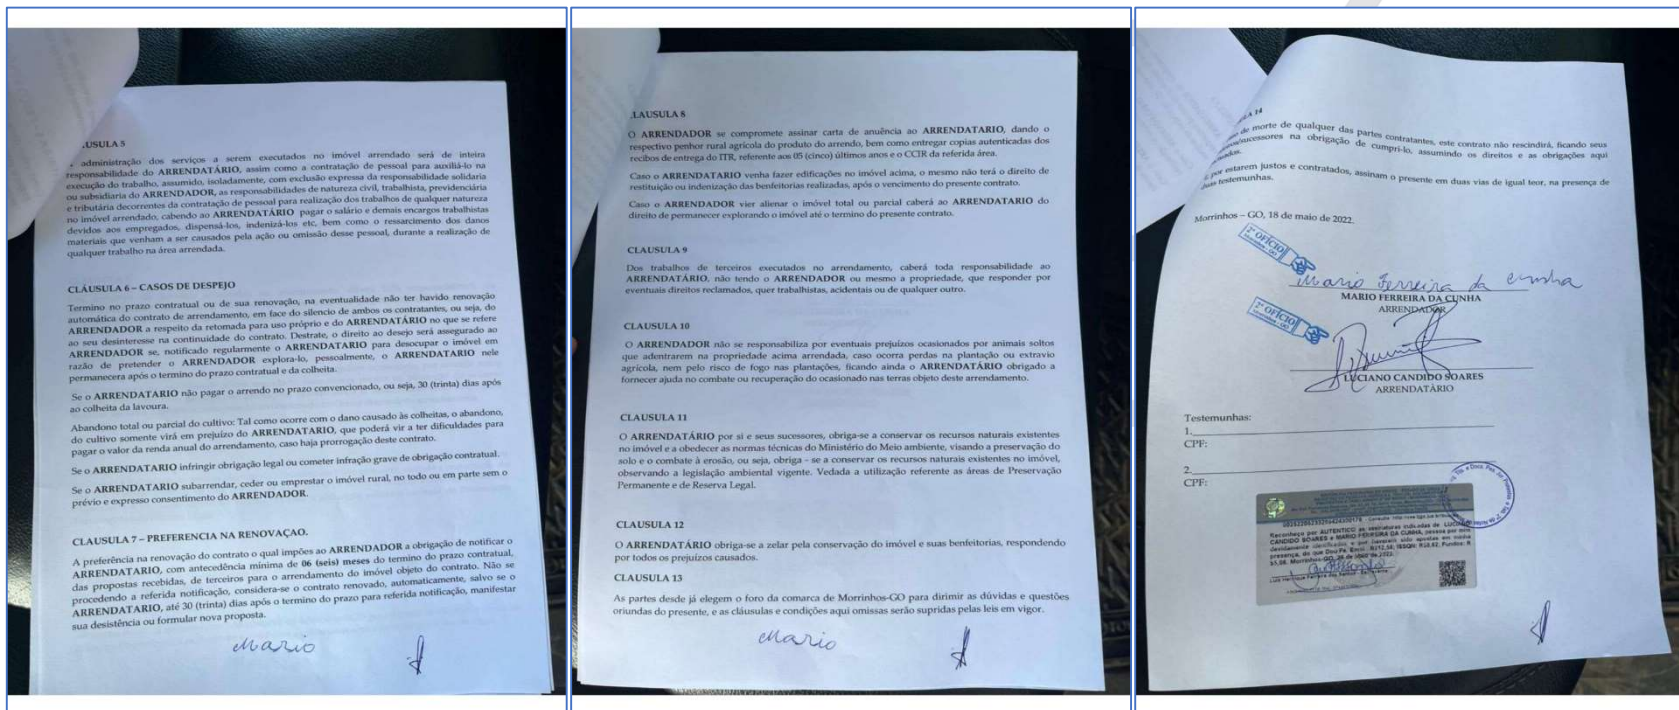 .USULA 5
administração dos serviços a serem executados no imóvel arrendado será de inteira
responsabilidade do ARRENDATÁRIO, assim como a contratação de pessoal para auxiliá-lo na
execução do trabalho, assumido, isoladamente, com exclusão expressa da responsabilidade solidaria
ou subsidiaria do ARRENDADOR, as responsabilidades de natureza civil, trabalhista, previdenciária
e tributária decorrentes da contratação de pessoal para realização dos trabalhos de qualquer natureza
no imóvel arrendado, cabendo ao ARRENDATÁRIO pagar o salário e demais encargos trabalhistas
devidos aos empregados, dispensá-los, indenizá-los etc, bem como o ressarcimento dos danos
materiais que venham a ser causados pela ação ou omissão desse pessoal, durante a realização de
qualquer trabalho na área arrendada.
CLÁUSULA 6 – CASOS DE DESPEJO
Termino no prazo contratual ou de sua renovação, na eventualidade não ter havido renovação
automática do contrato de arrendamento, em face do silencio de ambos os contratantes, ou seja, do
ARRENDADOR a respeito da retomada para uso próprio e do ARRENDATÁRIO no que se refere
ao seu desinteresse na continuidade do contrato. Destrate, o direito ao desejo será assegurado ao
ARRENDADOR se, notificado regularmente o ARRENDATARIO para desocupar o imóvel em
razão de pretender o ARRENDADOR explora-lo, pessoalmente, o ARRENDATARIO nele
permanecera após o termino do prazo contratual e da colheita.
Se o ARRENDATARIO não pagar o arrendo no prazo convencionado, ou seja, 30 (trinta) dias após
ao colheita da lavoura.
Abandono total ou parcial do cultivo: Tal como ocorre com o dano causado às colheitas, o abandono,
do cultivo somente virá em prejuízo do ARRENDATARIO, que poderá vir a ter dificuldades para
pagar o valor da renda anual do arrendamento, caso haja prorrogação deste contrato.
Se o ARRENDATARIO infringir obrigação legal ou cometer infração grave de obrigação contratual.
Se o ARRENDATARIO subarrendar, ceder ou emprestar o imóvel rural, no todo ou em parte sem o
prévio e expresso consentimento do ARRENDADOR.
CLAUSULA 7 – PREFERENCIA NA RENOVAÇAO.
A preferência na renovação do contrato o qual impões ao ARRENDADOR a obrigação de notificar o
ARRENDATÁRIO, com antecedência mínima de 06 (seis) meses do termino do prazo contratual,
das propostas recebidas, de terceiros para o arrendamento do imóvel objeto do contrato. Não se
procedendo a referida notificação, considera-se o contrato renovado, automaticamente, salvo se o
ARRENDATARIO, até 30 (trinta) dias após o termino do prazo para referida notificação, manifestar
sua desistência ou formular nova proposta.
Mario
.LAUSULA 8
O ARRENDADOR se compromete assinar carta de anuência ao ARRENDATARIO, dando o
respectivo penhor rural agrícola do produto do arrendo, bem como entregar copias autenticadas dos
recibos de entrega do ITR, referente aos 05 (cinco) últimos anos e o CCIR da referida área.
Caso o ARRENDATARIO venha fazer edificações no imóvel acima, o mesmo não terá o direito de
restituição ou indenização das benfeitorias realizadas, após o vencimento do presente contrato.
Caso o ARRENDADOR vier alienar o imóvel total ou parcial caberá ao ARRENDATARIO do
direito de permanecer explorando o imóvel até o termino do presente contrato.
CLAUSULA 9
Dos trabalhos de terceiros executados no arrendamento, caberá toda responsabilidade ao
ARRENDATÁRIO, não tendo o ARRENDADOR ou mesmo a propriedade, que responder por
eventuais direitos reclamados, quer trabalhistas, acidentais ou de qualquer outro.
CLAUSULA 10
O ARRENDADOR não se responsabiliza por eventuais prejuízos ocasionados por animais soltos
que adentrarem na propriedade acima arrendada, caso ocorra perdas na plantação ou extravio
agrícola, nem pelo risco de fogo nas plantações, ficando ainda o ARRENDATÁRIO obrigado a
fornecer ajuda no combate ou recuperação do ocasionado nas terras objeto deste arrendamento.
CLAUSULA 11
O ARRENDATÁRIO por si e seus sucessores, obriga-se a conservar os recursos naturais existentes
no imóvel e a obedecer as normas técnicas do Ministério do Meio ambiente, visando a preservação do
solo e o combate à erosão, ou seja, obriga - se a conservar os recursos naturais existentes no imóvel,
observando a legislação ambiental vigente. Vedada a utilização referente as áreas de Preservação
Permanente e de Reserva Legal.
CLAUSULA 12
O ARRENDATÁRIO obriga-se a zelar pela conservação do imóvel e suas benfeitorias, respondendo
por todos os prejuízos causados.
CLAUSULA 13
As partes desde já elegem o foro da comarca de Morrinhos-GO para dirimir as dúvidas e questões
oriundas do presente, e as cláusulas e condições aqui omissas serão supridas pelas leis em vigor.
Mario
14
de morte de qualquer das partes contratantes, este contrato não rescindirá, ficando seus
sucessores na obrigação de cumpri-lo, assumindo os direitos e as obrigações aqui
por estarem justos e contratados, assinam o presente em duas vias de igual teor, na presença de
duas testemunhas.
Morrinhos – GO, 18 de maio de 2022.
2º OFÍCIO
Mario Ferreira da Cunha
MARIO FERREIRA DA CUNHA
ARRENDADOR
2º OFÍCIO
LUCIANO CANDIDO SOARES
ARRENDATÁRIO
Testemunhas:
1.
CPF:
2.
CPF:
Reconheço por AUTENTICO as assinaturas indicadas de LUCIANO
CANDIDO SOARES e MARIO FERREIRA DA CUNHA, pessoa por mim